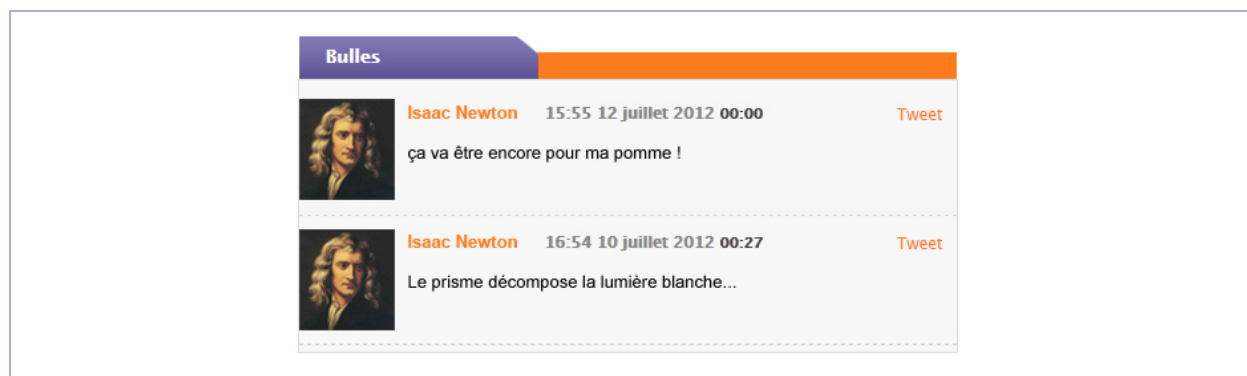 Bulles
Isaac Newton 15:55 12 juillet 2012 00:00 Tweet
ça va être encore pour ma pomme !
Isaac Newton 16:54 10 juillet 2012 00:27 Tweet
Le prisme décompose la lumière blanche...